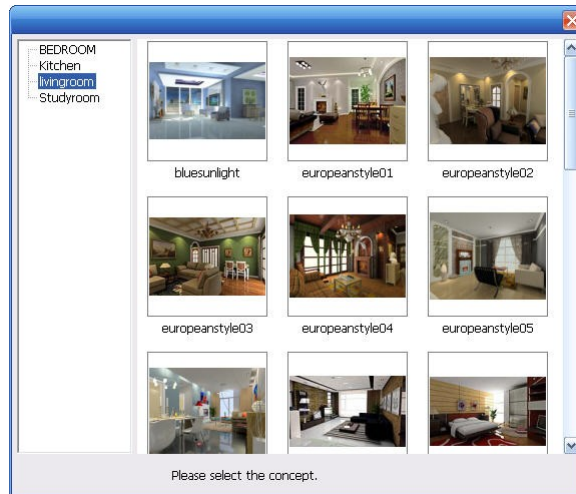 BEDROOM
Kitchen
livingroom
Studyroom
bluesunlight
europeanstyle01
europeanstyle02
europeanstyle03
europeanstyle04
europeanstyle05
Please select the concept.